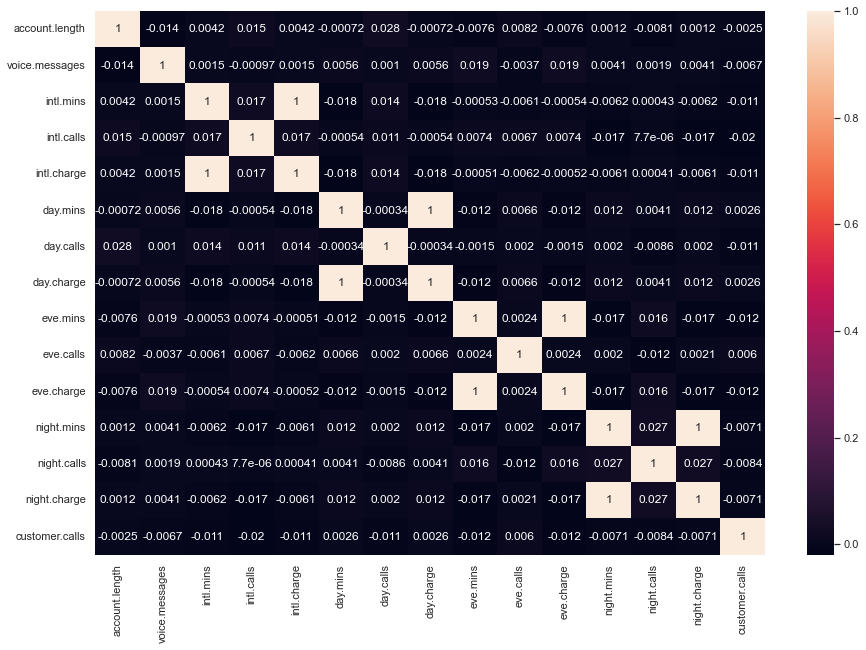 account.length 1 -0.014 0.0042 0.015 0.0042 -0.00072 0.028 -0.00072 -0.0076 0.0082 -0.0076 0.0012 -0.0081 0.0012 -0.0025
voice.messages -0.014 1 0.0015 -0.00097 0.0015 0.0056 0.001 0.0056 0.019 -0.0037 0.019 0.0041 0.0019 0.0041 -0.0067
intl.mins 0.0042 0.0015 1 0.017 1 -0.018 0.014 -0.018 -0.00053 -0.0061 -0.00054 -0.0062 0.00043 -0.0062 -0.011
intl.calls 0.015 -0.00097 0.017 1 0.017 -0.00054 0.011 -0.00054 0.0074 0.0067 0.0074 -0.017 7.7e-06 -0.017 -0.02
intl.charge 0.0042 0.0015 1 0.017 1 -0.018 0.014 -0.018 -0.00051 -0.0062 -0.00052 -0.0061 0.00041 -0.0061 -0.011
day.mins -0.00072 0.0056 -0.018 -0.00054 -0.018 1 -0.00034 1 -0.012 0.0066 -0.012 0.012 0.0041 0.012 0.0026
day.calls 0.028 0.001 0.014 0.011 0.014 -0.00034 1 -0.00034 -0.0015 0.002 -0.0015 0.002 -0.0086 0.002 -0.011
day.charge -0.00072 0.0056 -0.018 -0.00054 -0.018 1 -0.00034 1 -0.012 0.0066 -0.012 0.012 0.0041 0.012 0.0026
eve.mins -0.0076 0.019 -0.00053 0.0074 -0.00051 -0.012 -0.0015 -0.012 1 0.0024 1 -0.017 0.016 -0.017 -0.012
eve.calls 0.0082 -0.0037 -0.0061 0.0067 -0.0062 0.0066 0.002 0.0066 0.0024 1 0.0024 0.002 -0.012 0.0021 0.006
eve.charge -0.0076 0.019 -0.00054 0.0074 -0.00052 -0.012 -0.0015 -0.012 1 0.0024 1 -0.017 0.016 -0.017 -0.012
night.mins 0.0012 0.0041 -0.0062 -0.017 -0.0061 0.012 0.002 0.012 -0.017 0.002 -0.017 1 0.027 1 -0.0071
night.calls -0.0081 0.0019 0.00043 7.7e-06 0.00041 0.0041 -0.0086 0.0041 0.016 -0.012 0.016 0.027 1 0.027 -0.0084
night.charge 0.0012 0.0041 -0.0062 -0.017 -0.0061 0.012 0.002 0.012 -0.017 0.0021 -0.017 1 0.027 1 -0.0071
customer.calls -0.0025 -0.0067 -0.011 -0.02 -0.011 0.0026 -0.011 0.0026 -0.012 0.006 -0.012 -0.0071 -0.0084 -0.0071 1
account.length
voice.messages
intl.mins
intl.calls
intl.charge
day.mins
day.calls
day.charge
eve.mins
eve.calls
eve.charge
night.mins
night.calls
night.charge
customer.calls
1.0
0.8
0.6
0.4
0.2
0.0